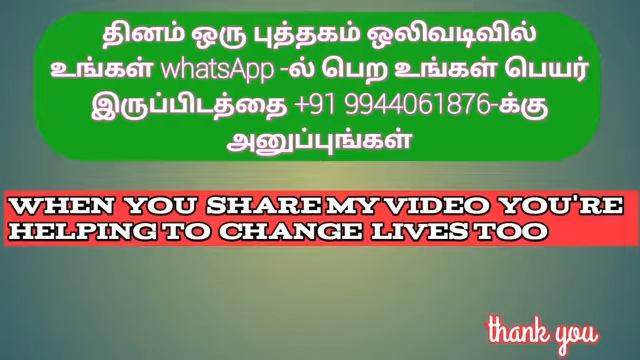 தினம் ஒரு புத்தகம் ஒலிவடிவில்
உங்கள் whatsApp -ல் பெற உங்கள் பெயர்
இருப்பிடத்தை +91 9944061876-க்கு
அனுப்புங்கள்
WHEN YOU SHARE MY VIDEO YOU'RE
HELPING TO CHANGE LIVES TOO
thank you